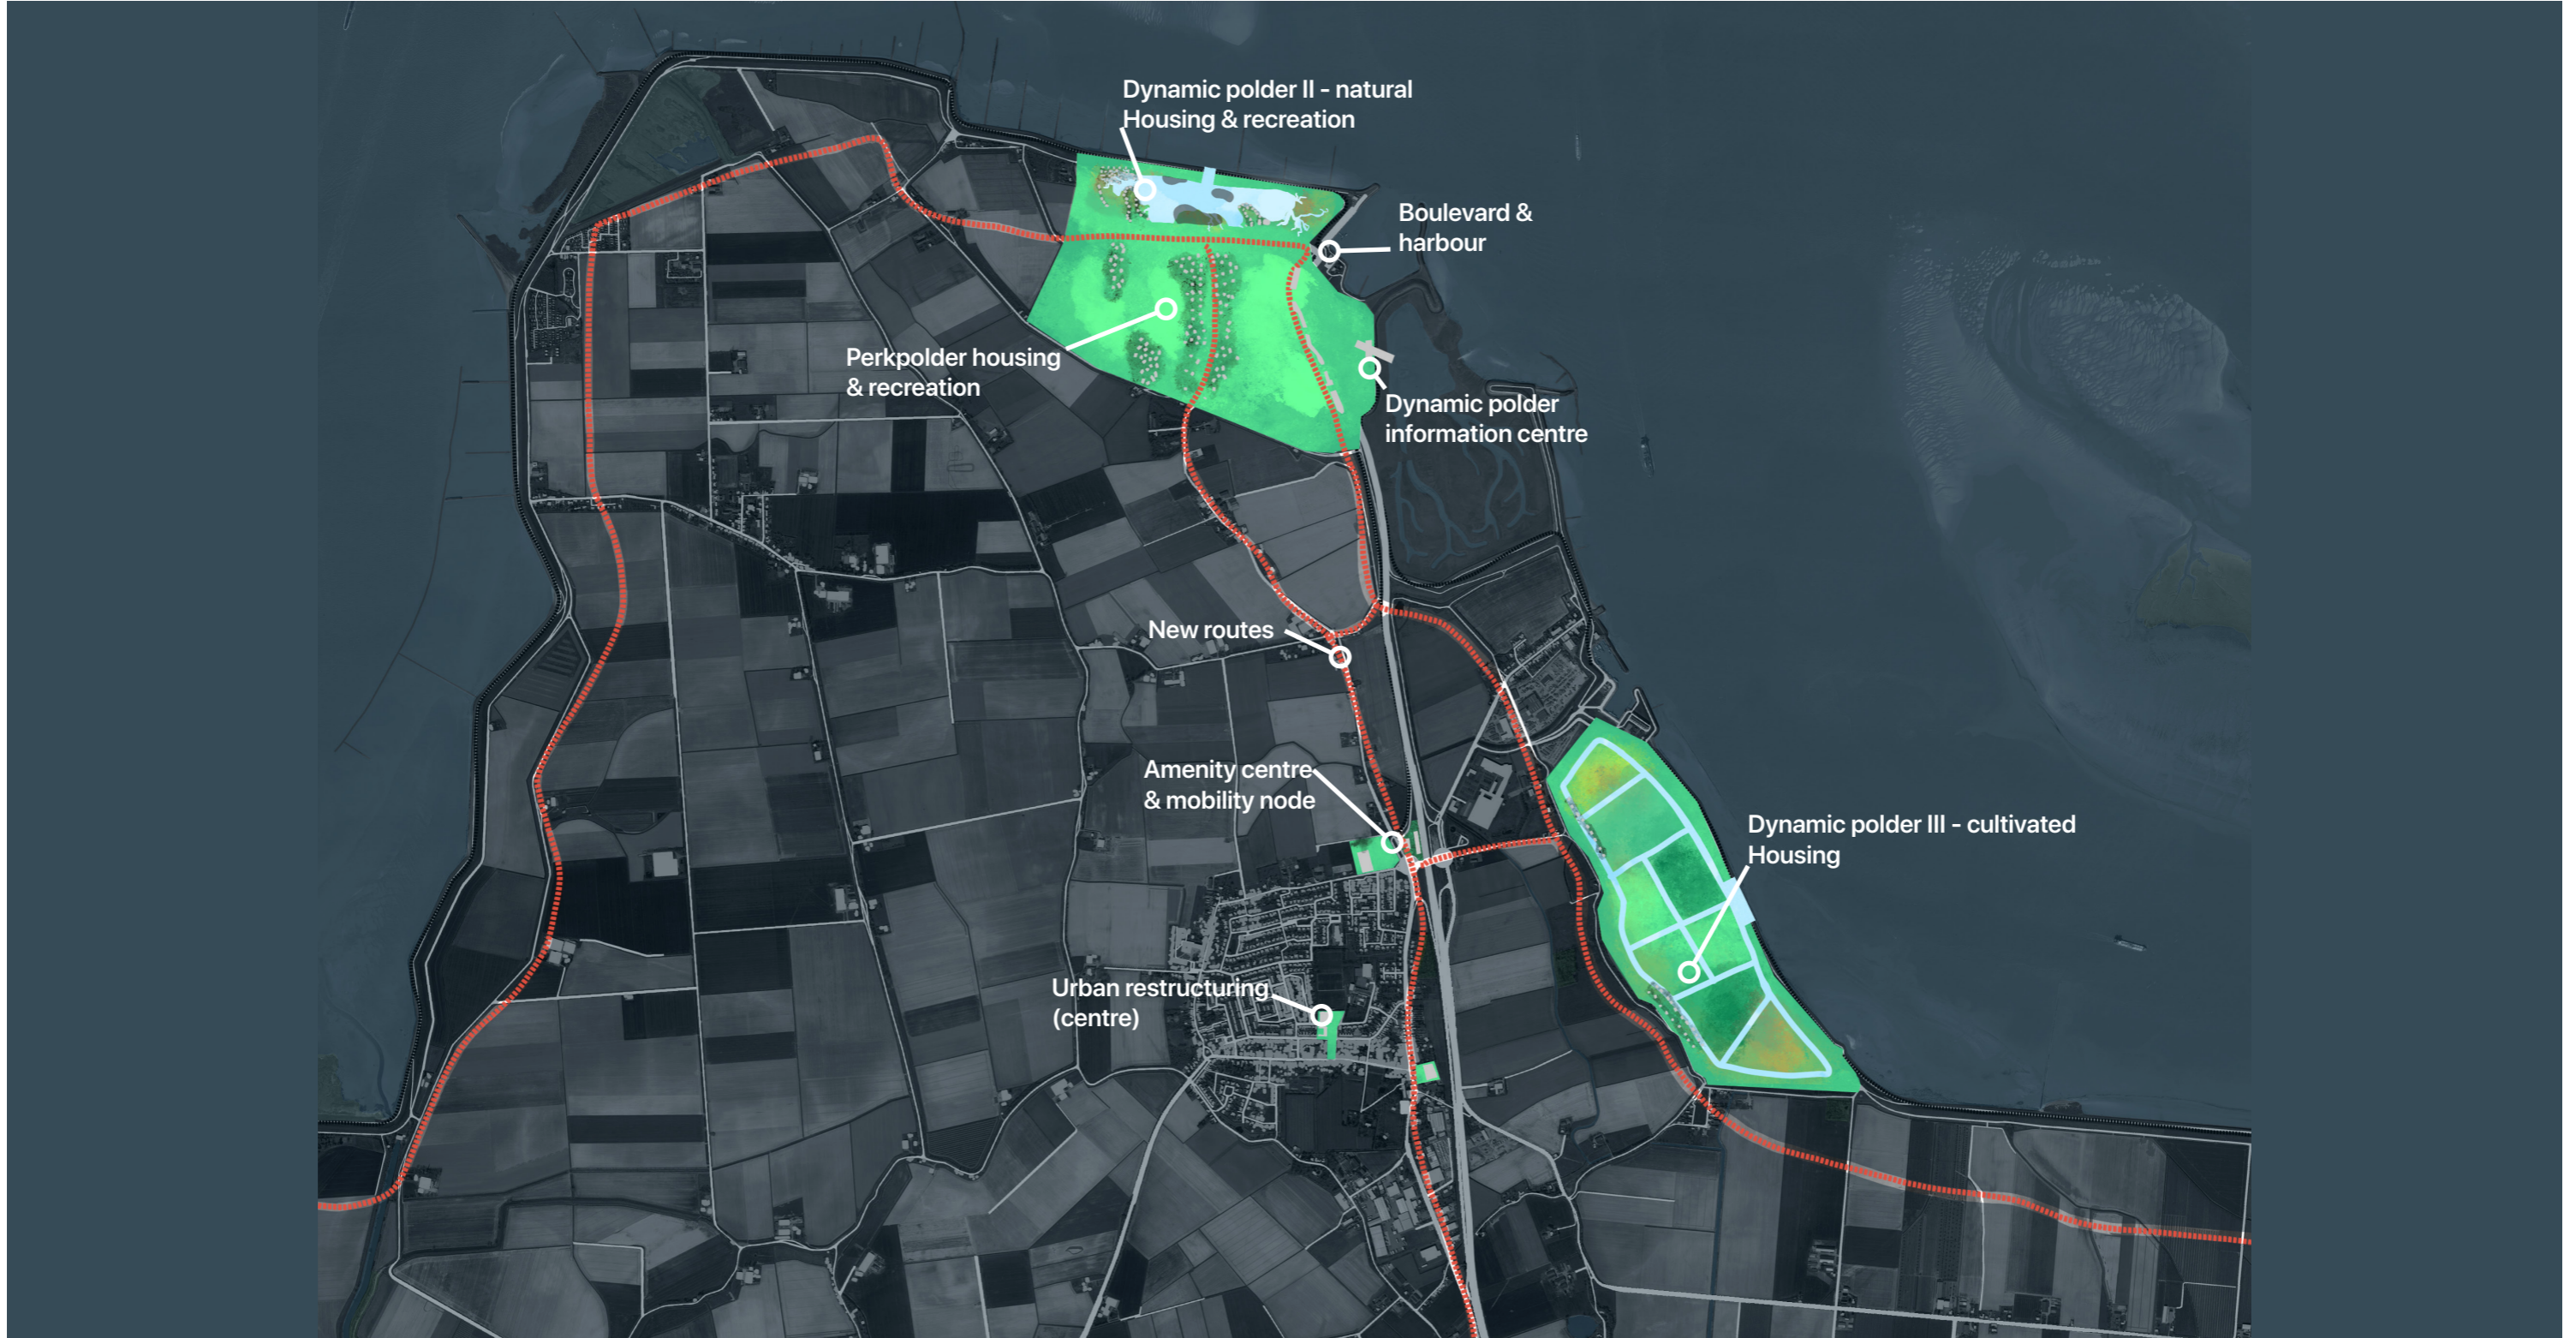 Dynamic polder II - natural
Housing & recreation
Boulevard &
harbour
Perkpolder housing
& recreation
Dynamic polder
information centre
New routes
Amenity centre
& mobility node
Dynamic polder III - cultivated
Housing
Urban restructuring
(centre)